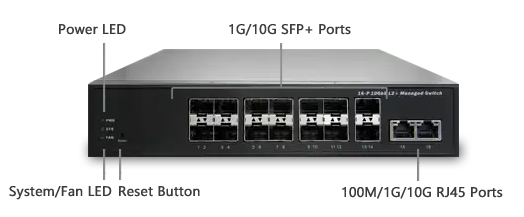 Power LED
1G/10G SFP+ Ports
16-P 10GbE L2+ Managed Switch
PWR
SYS
FAN
Reset
1 2 3 4 5 6 7 8 9 10 11 12 13 14 15 16
System/Fan LED
Reset Button
100M/1G/10G RJ45 Ports